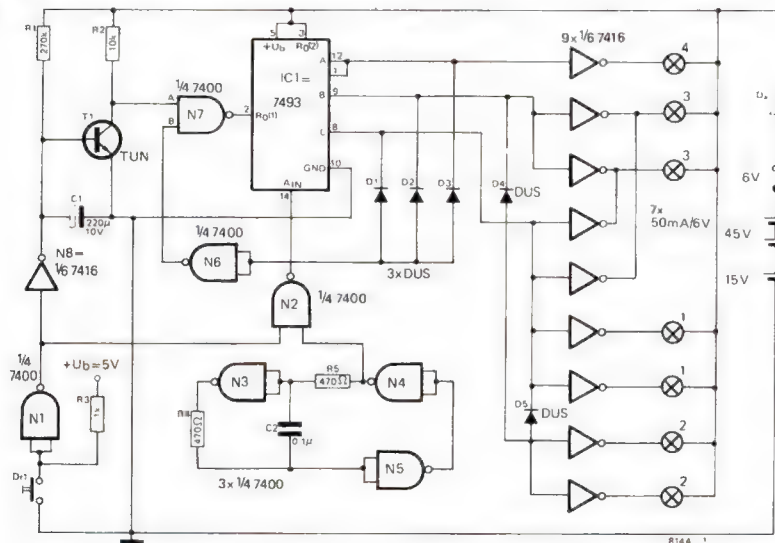 R1
270k
R2
10k
T1
TUN
C1
220µ
10V
N8=
1/6 7416
1/4
7400
N1
+Ub=5V
R3
1k
1/4 7400
A
B
N7
2
5
3
+Ub
R0(2)
IC1=
7493
R0(1)
A
12
1
B
9
C
8
GND
10
A IN
14
1/4 7400
N6
N2
1/4 7400
D1
D2
D3
3x DUS
D4
DUS
N3
R5
470Ω
N4
470Ω
C2
0.1µ
N5
3x 1/4 7400
9x 1/6 7416
4
3
3
7x
50mA/6V
1
1
D5
DUS
2
2
6V
45V
15V